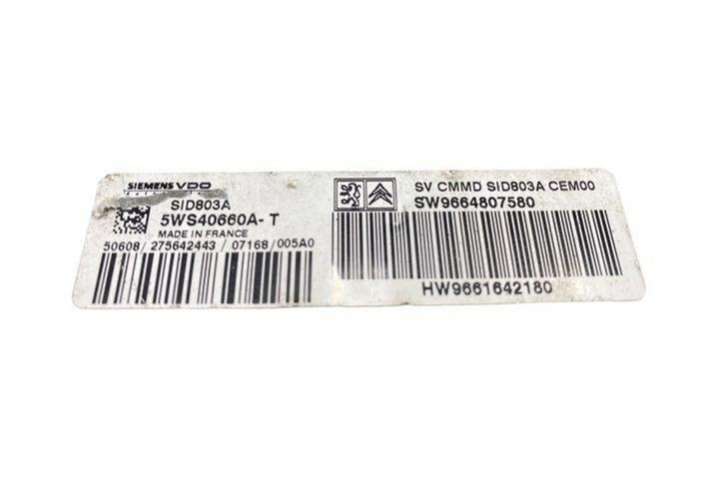 SIEMENS VDO
SID803A
5WS40660A- T
MADE IN FRANCE
50608/ 275642443 / 07168 / 005A0
SV CMMD SID803A CEM00
SW9664807580
HW9661642180